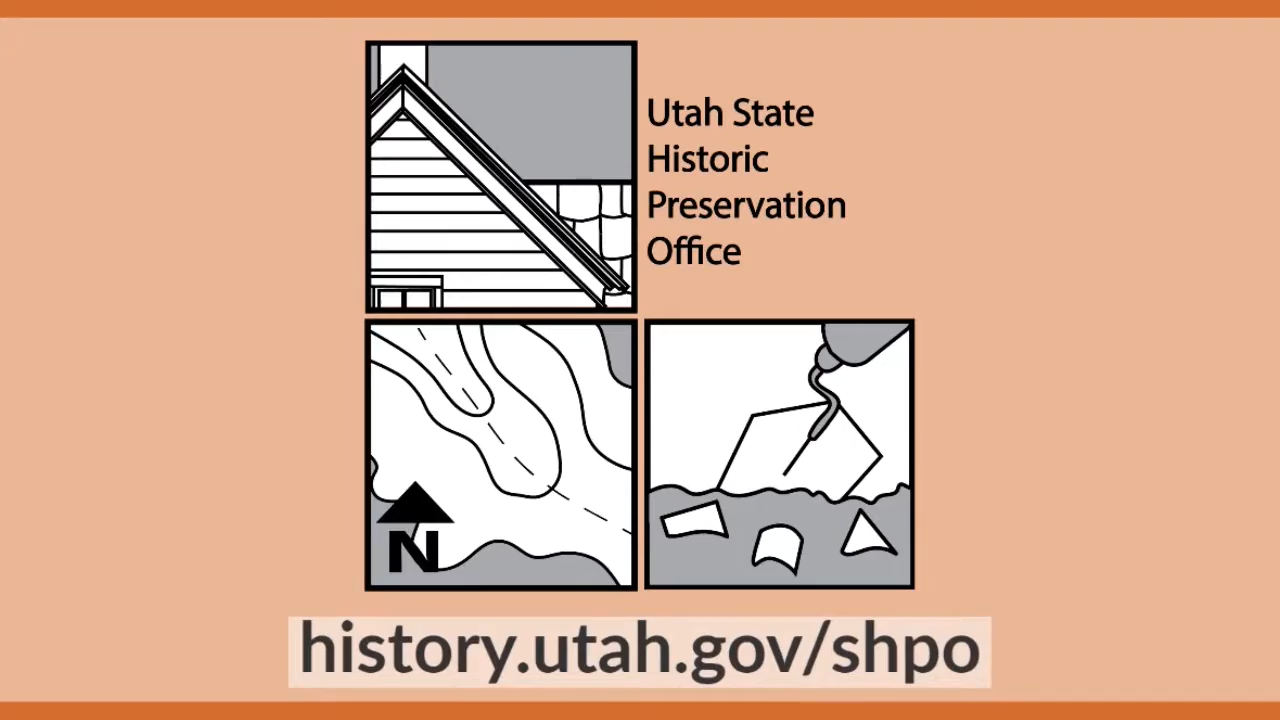 Utah State
Historic
Preservation
Office
N
history.utah.gov/shpo